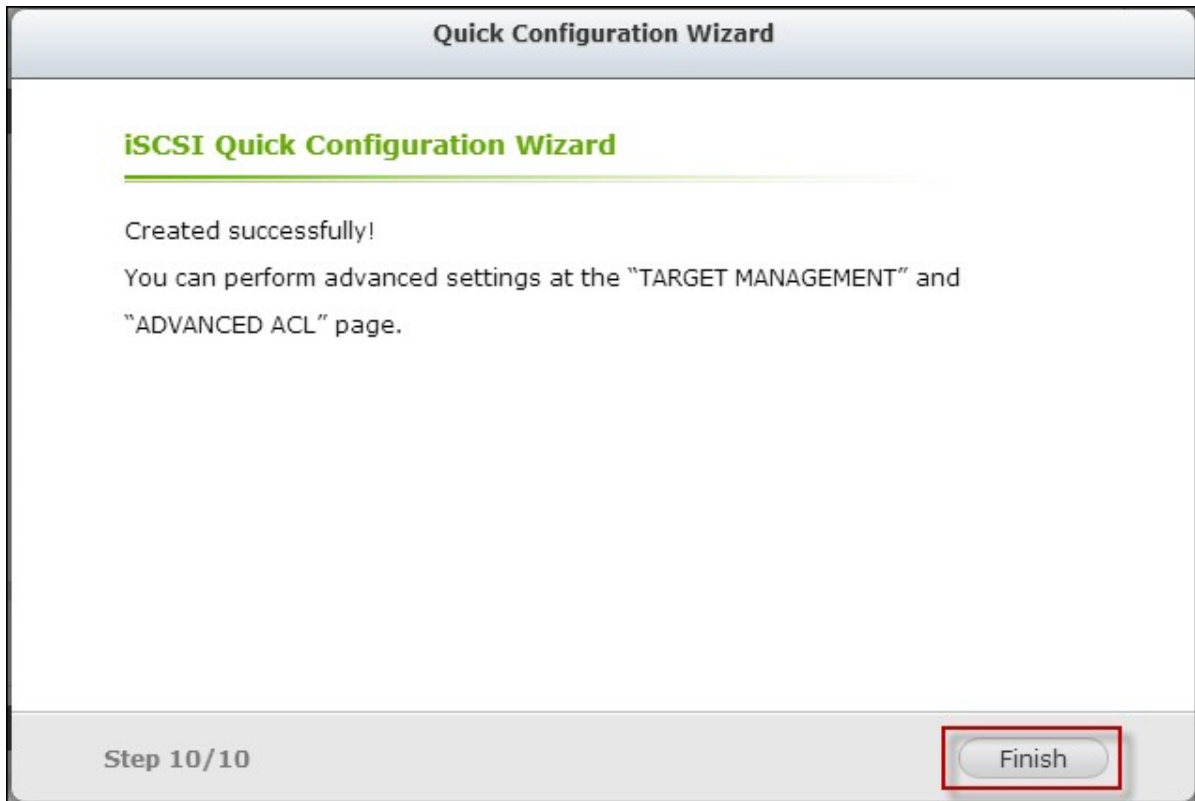 Quick Configuration Wizard
iSCSI Quick Configuration Wizard
Created successfully!
You can perform advanced settings at the “TARGET MANAGEMENT” and
“ADVANCED ACL” page.
Step 10/10
Finish